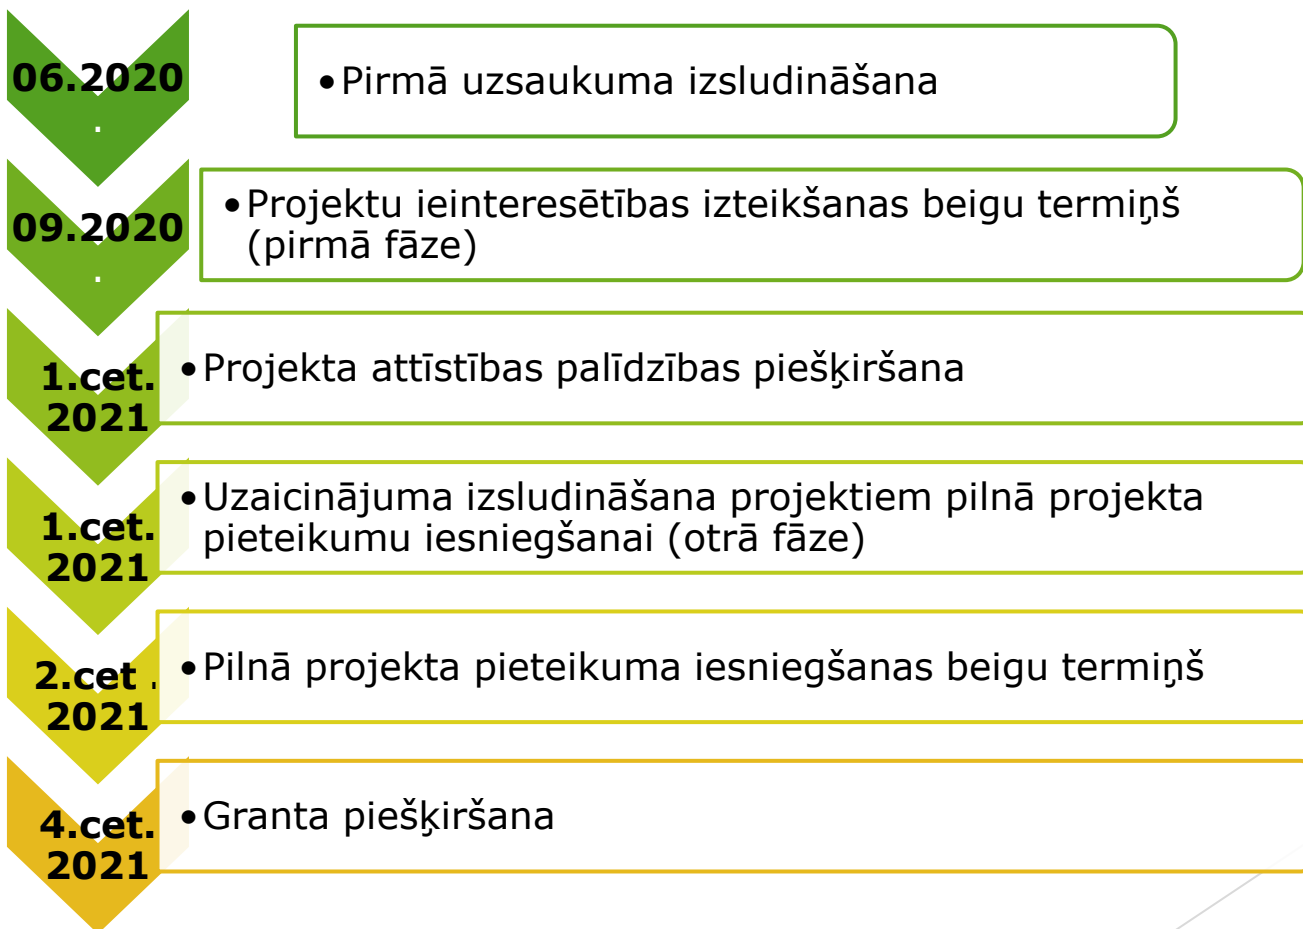 06.2020
.
•Pirmā uzsaukuma izsludināšana
09.2020
.
•Projektu ieinteresētības izteikšanas beigu termiņš
(pirmā fāze)
1.cet.
2021
•Projekta attīstības palīdzības piešķiršana
1.cet.
2021
•Uzaicinājuma izsludināšana projektiem pilnā projekta
pieteikumu iesniegšanai (otrā fāze)
2.cet .
2021
•Pilnā projekta pieteikuma iesniegšanas beigu termiņš
4.cet.
2021
•Granta piešķiršana